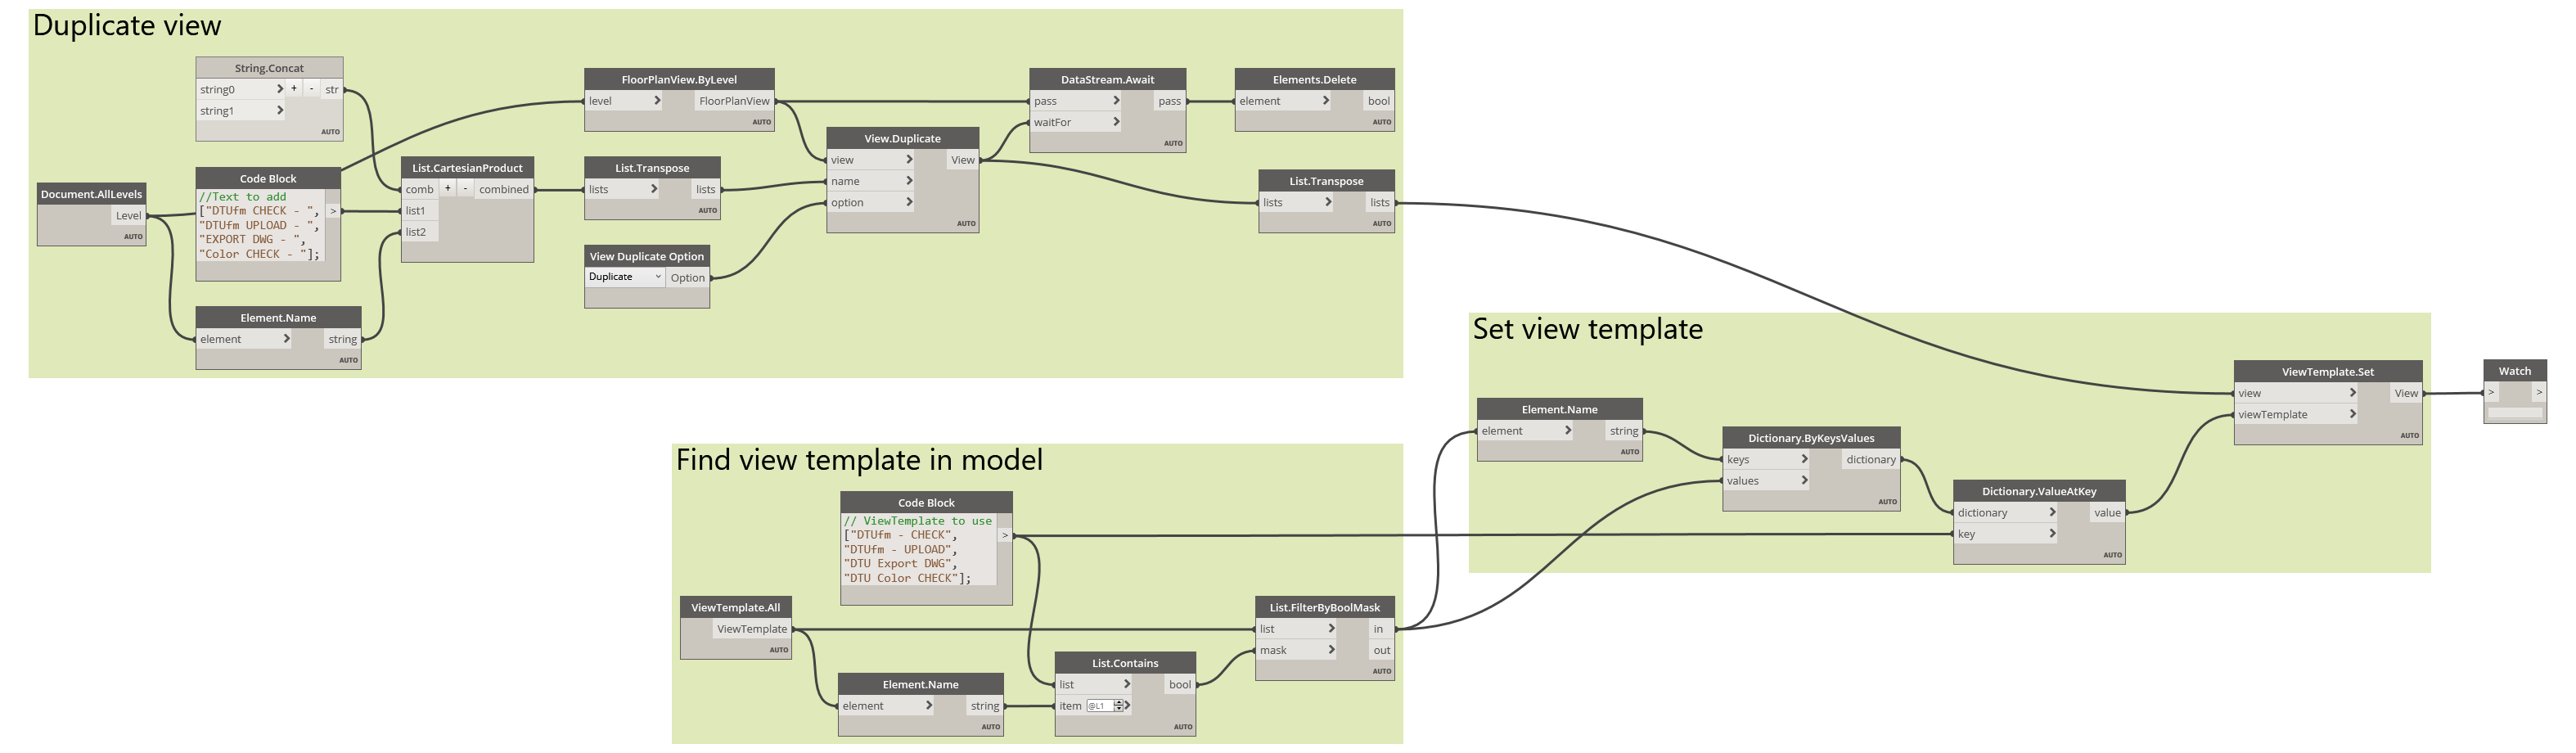 Duplicate view
String.Concat
string0 > + - str
string1 >
AUTO
Document.AllLevels
Level
AUTO
Code Block
//Text to add
["DTUfm CHECK - ",
"DTUfm UPLOAD - ",
"EXPORT DWG - ",
"Color CHECK - "];
>
Element.Name
element > string
AUTO
List.CartesianProduct
comb + - combined
list1
list2
FloorPlanView.ByLevel
level > FloorPlanView
AUTO
List.Transpose
lists > lists
AUTO
View Duplicate Option
Duplicate Option
View.Duplicate
view > View
name >
option >
AUTO
DataStream.Await
pass > pass
waitFor >
AUTO
Elements.Delete
element > bool
AUTO
List.Transpose
lists > lists
AUTO
Find view template in model
Code Block
// ViewTemplate to use
["DTUfm - CHECK",
"DTUfm - UPLOAD",
"DTU Export DWG",
"DTU Color CHECK"];
>
ViewTemplate.All
ViewTemplate
AUTO
Element.Name
element > string
AUTO
List.Contains
list > bool
item @L1 >
AUTO
List.FilterByBoolMask
list > in
mask > out
AUTO
Set view template
Element.Name
element > string
AUTO
Dictionary.ByKeysValues
keys > dictionary
values >
AUTO
Dictionary.ValueAtKey
dictionary > value
key >
AUTO
ViewTemplate.Set
view > View
viewTemplate >
AUTO
Watch
> >